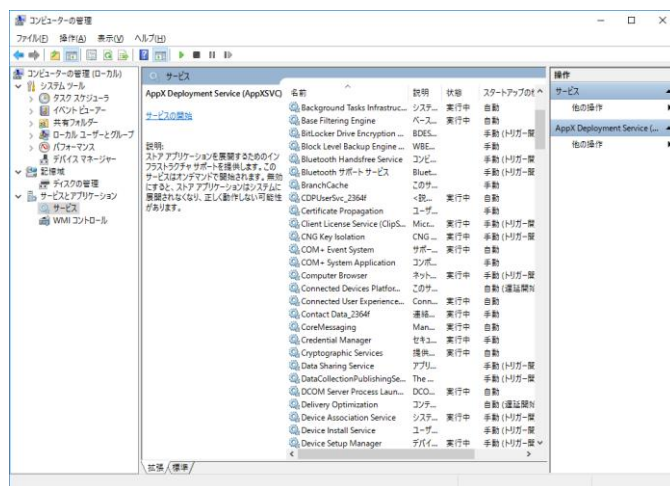 コンピューターの管理
ファイル(F) 操作(A) 表示(V) ヘルプ(H)
コンピューターの管理 (ローカル)
システム ツール
タスク スケジューラ
イベント ビューアー
共有フォルダー
ローカル ユーザーとグループ
パフォーマンス
デバイス マネージャー
記憶域
ディスクの管理
サービスとアプリケーション
サービス
WMI コントロール
サービス
AppX Deployment Service (AppXSVC)
サービスの開始
説明:
ストア アプリケーションを展開するためのイン
フラストラクチャ サポートを提供します。この
サービスはオンデマンドで開始されます。無効
にすると、ストア アプリケーションはシステムに
展開されなくなり、正しく動作しない可能性
があります。
名前 説明 状態 スタートアップの
Background Tasks Infrastruc... システ... 実行中 自動
Base Filtering Engine ベース... 実行中 自動
BitLocker Drive Encryption ... BDES... 手動 (トリガー開
Block Level Backup Engine ... WBE... 手動
Bluetooth Handsfree Service コンピ... 手動 (トリガー開
Bluetooth サポート サービス Bluet... 手動 (トリガー開
BranchCache このサ... 手動
CDPUserSvc_2364f <説... 実行中 自動
Certificate Propagation ユーザ... 手動
Client License Service (ClipS... Micr... 実行中 手動 (トリガー開
CNG Key Isolation CNG ... 実行中 手動 (トリガー開
COM+ Event System サポー... 実行中 自動
COM+ System Application コンポ... 手動
Computer Browser ネット... 実行中 手動 (トリガー開
Connected Devices Platfor... このサ... 自動 (遅延開始
Connected User Experience... Conn... 実行中 自動
Contact Data_2364f 連絡... 実行中 手動
CoreMessaging Man... 実行中 自動
Credential Manager セキュ... 実行中 手動
Cryptographic Services 提供... 実行中 自動
Data Sharing Service アプリ... 手動 (トリガー開
DataCollectionPublishingSe... The ... 手動 (トリガー開
DCOM Server Process Laun... DCO... 実行中 自動
Delivery Optimization コンテ... 自動 (遅延開始
Device Association Service システ... 実行中 手動 (トリガー開
Device Install Service ユーザ... 手動 (トリガー開
Device Setup Manager デバイ... 実行中 手動 (トリガー開
拡張 標準
操作
サービス
他の操作
AppX Deployment Service (...
他の操作